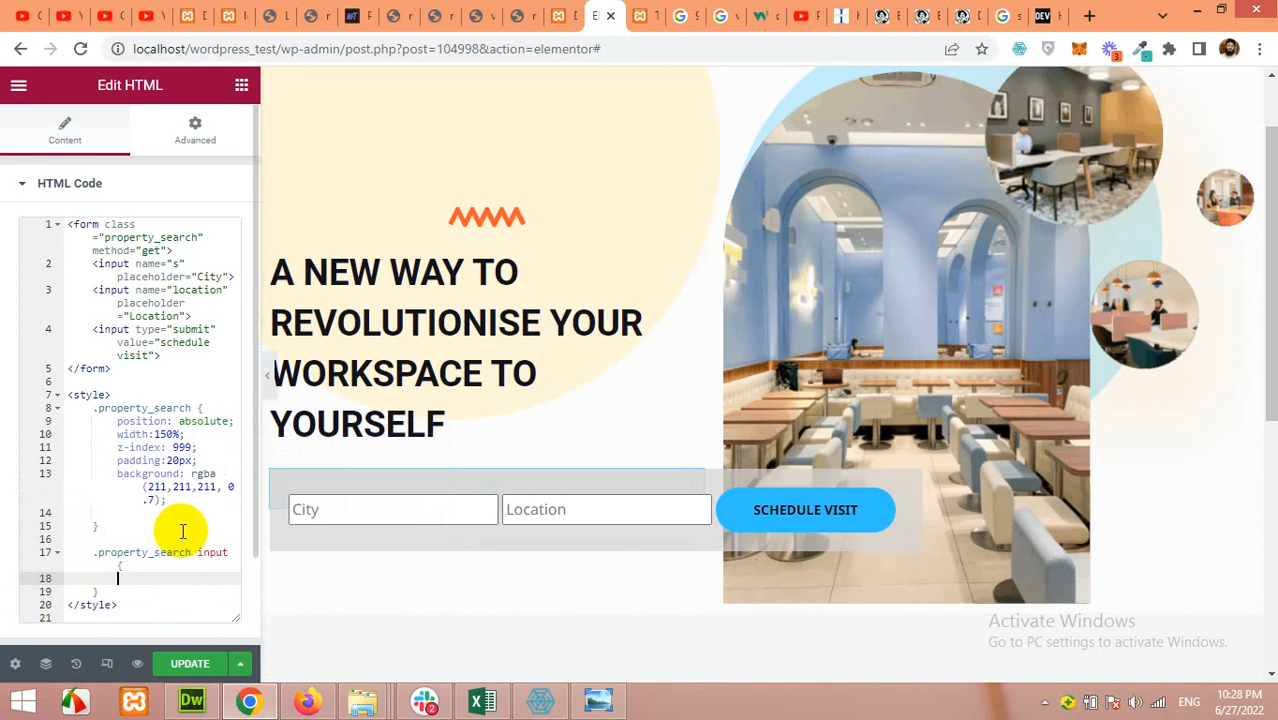 localhost/wordpress_test/wp-admin/post.php?post=104998&action=elementor#
Edit HTML
Content
Advanced
HTML Code
1 <form class
="property_search"
method="get">
2 <input name="s"
placeholder="City">
3 <input name="location"
placeholder
="Location">
4 <input type="submit"
value="schedule
visit">
5 </form>
6
7 <style>
8 .property_search {
9 position: absolute;
10 width:150%;
11 z-index: 999;
12 padding:20px;
13 background: rgba
(211,211,211, 0
.7);
14
15 }
16
17 .property_search input
{
18
19 }
20 </style>
21
UPDATE
A NEW WAY TO
REVOLUTIONISE YOUR
WORKSPACE TO
YOURSELF
City
Location
SCHEDULE VISIT
Activate Windows
Go to PC settings to activate Windows.
Dw
2
3
DEV
ENG
10:28 PM
6/27/2022